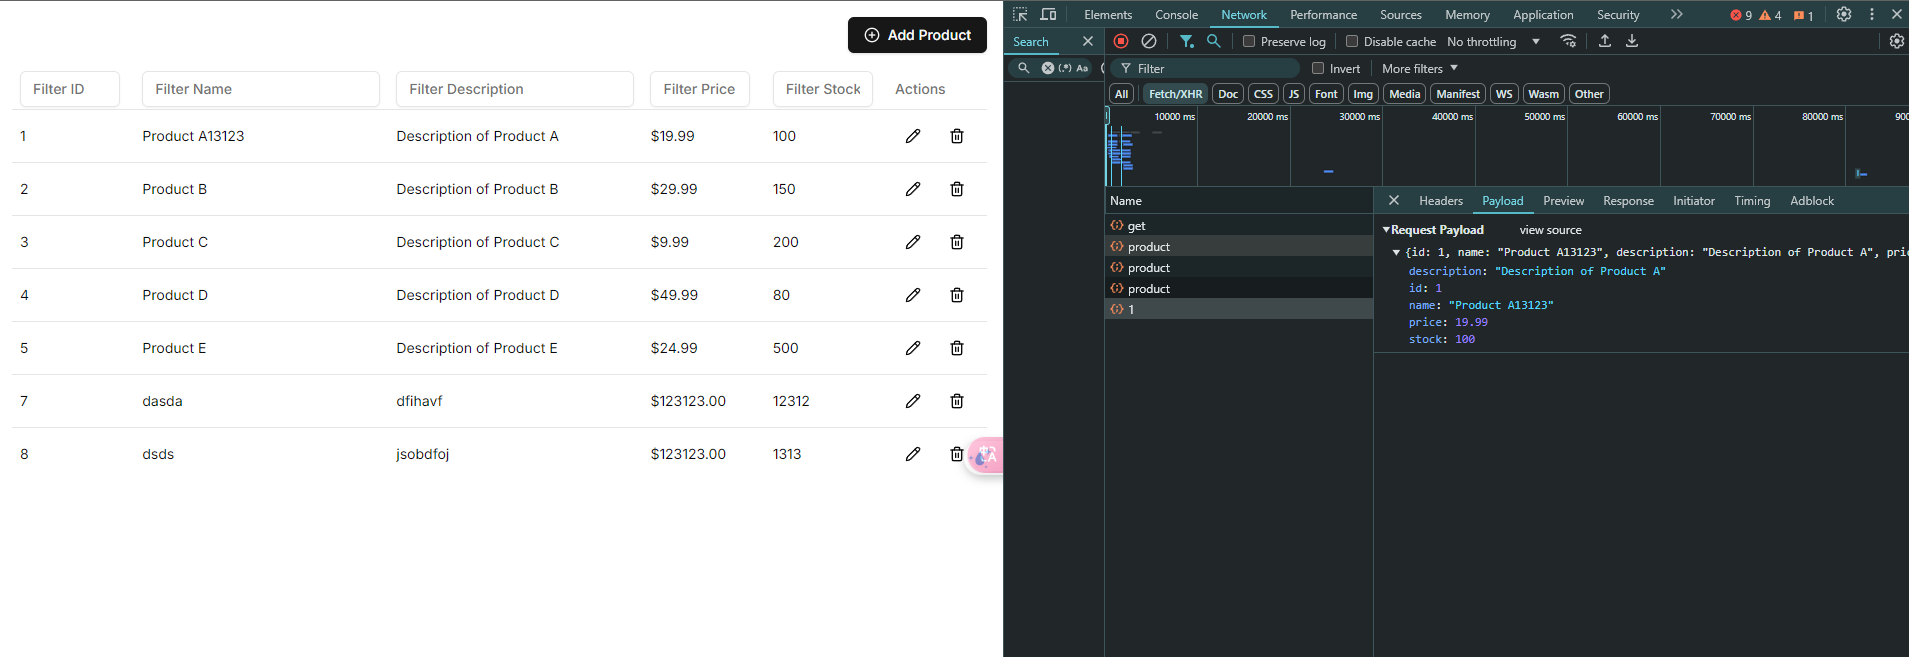 Add Product
Filter ID Filter Name Filter Description Filter Price Filter Stock Actions
1 Product A13123 Description of Product A $19.99 100
2 Product B Description of Product B $29.99 150
3 Product C Description of Product C $9.99 200
4 Product D Description of Product D $49.99 80
5 Product E Description of Product E $24.99 500
7 dasda dfihavf $123123.00 12312
8 dsds jsobdfoj $123123.00 1313
Elements Console Network Performance Sources Memory Application Security 9 4 1
Search
Preserve log Disable cache No throttling
(.*) Aa
Filter Invert More filters
All Fetch/XHR Doc CSS JS Font Img Media Manifest WS Wasm Other
10000 ms 20000 ms 30000 ms 40000 ms 50000 ms 60000 ms 70000 ms 80000 ms 900
Name
get
product
product
product
1
Headers Payload Preview Response Initiator Timing Adblock
Request Payload view source
{id: 1, name: "Product A13123", description: "Description of Product A", pric
description: "Description of Product A"
id: 1
name: "Product A13123"
price: 19.99
stock: 100